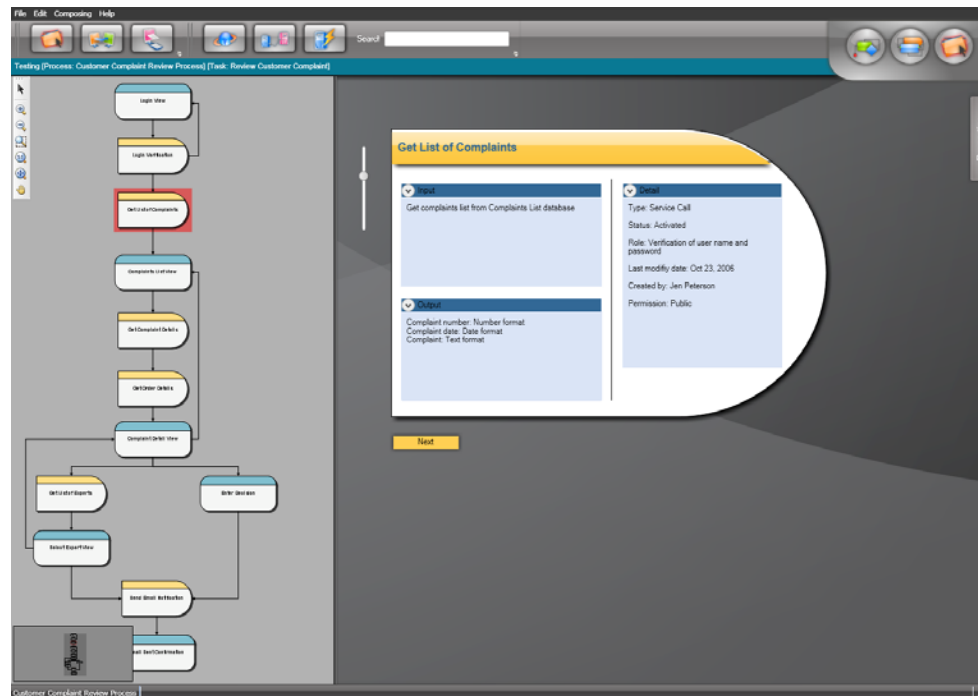 File Edit Composing Help
Search
Testing [Process: Customer Complaint Review Process] [Task: Review Customer Complaint]
Login View
Login Verification
Get List of Complaints
Complaints List View
Get Complaint Details
Get Order Details
Complaint Detail View
Get List of Experts
Enter Decision
Select Expert View
Send Email Notification
Email Sent Confirmation
Get List of Complaints
Input
Get complaints list from Complaints List database
Output
Complaint number: Number format
Complaint date: Date format
Complaint: Text format
Detail
Type: Service Call
Status: Activated
Role: Verification of user name and
password
Last modifiy date: Oct 23, 2006
Created by: Jen Peterson
Permission: Public
Next
Customer Complaint Review Process